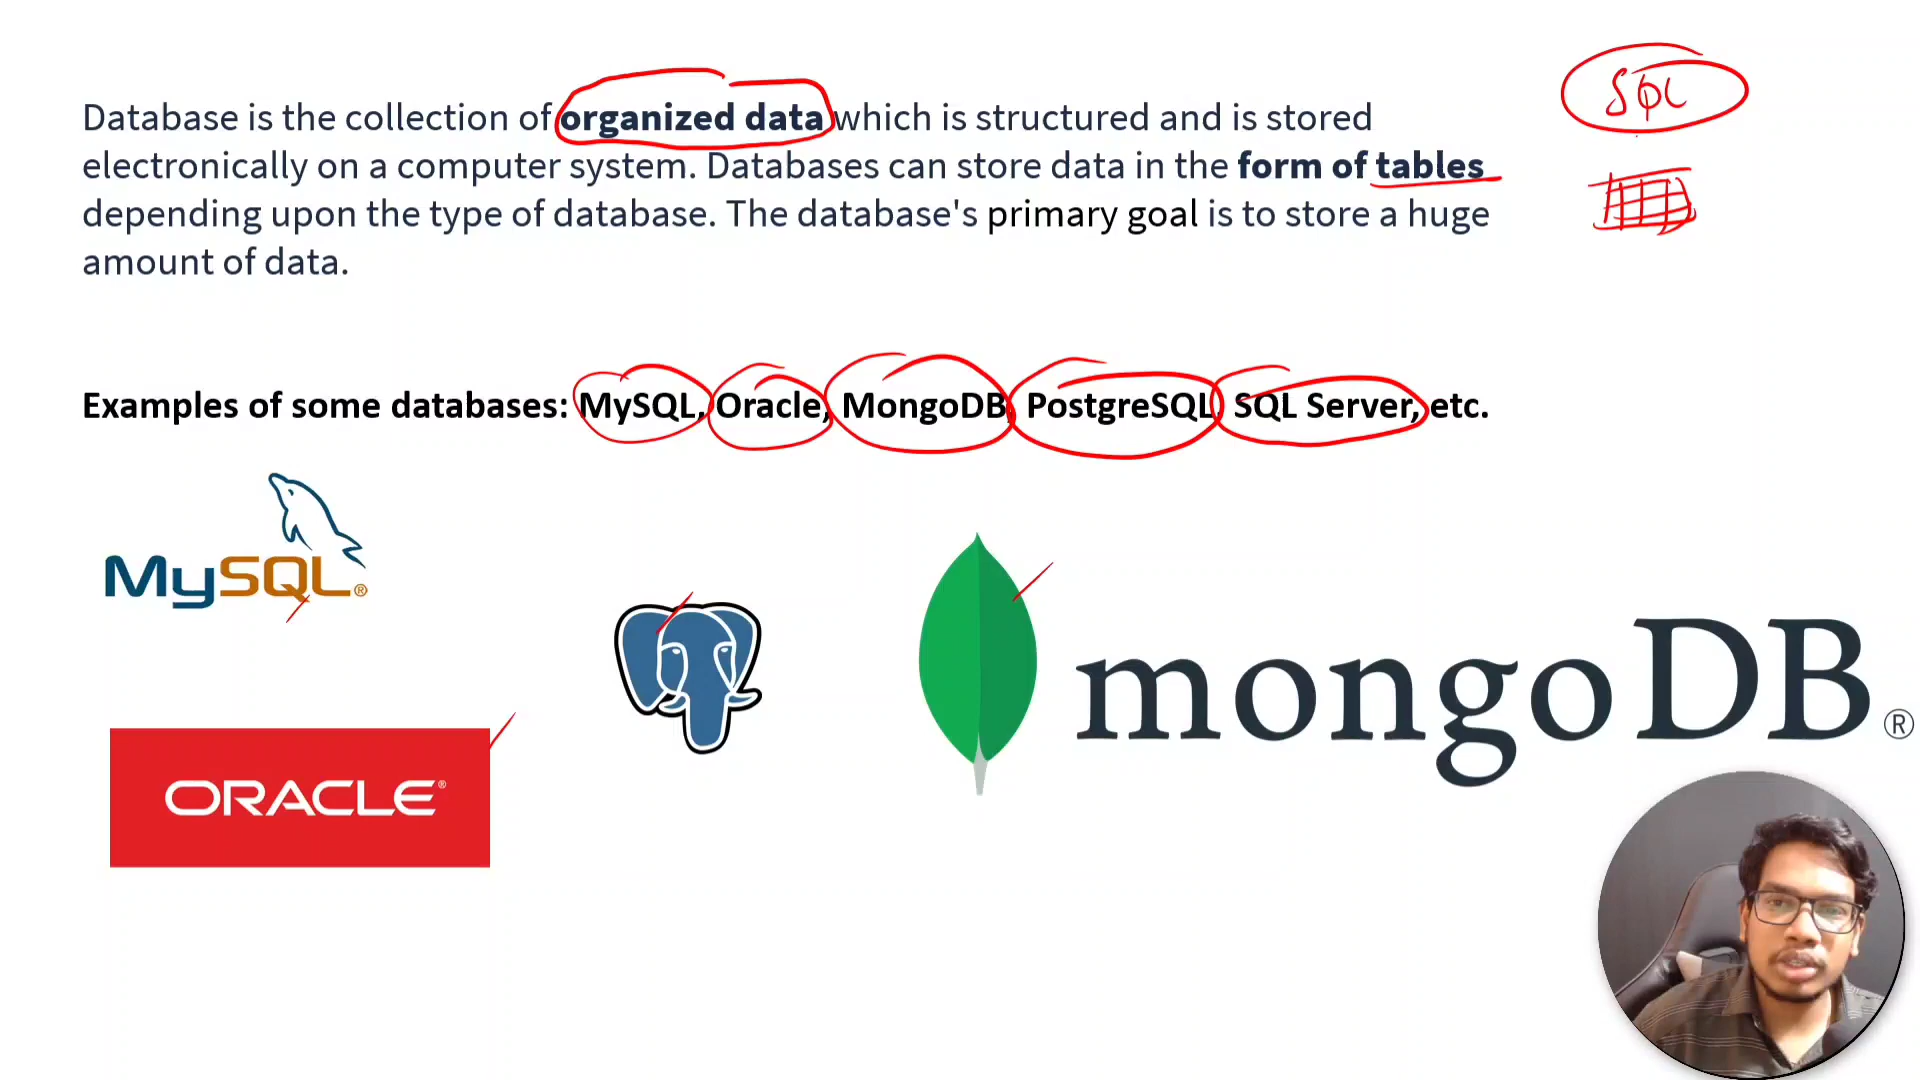 SQL
Database is the collection of organized data which is structured and is stored
electronically on a computer system. Databases can store data in the form of tables
depending upon the type of database. The database's primary goal is to store a huge
amount of data.
Examples of some databases: MySQL, Oracle, MongoDB, PostgreSQL, SQL Server, etc.
MySQL®
mongoDB®
ORACLE®